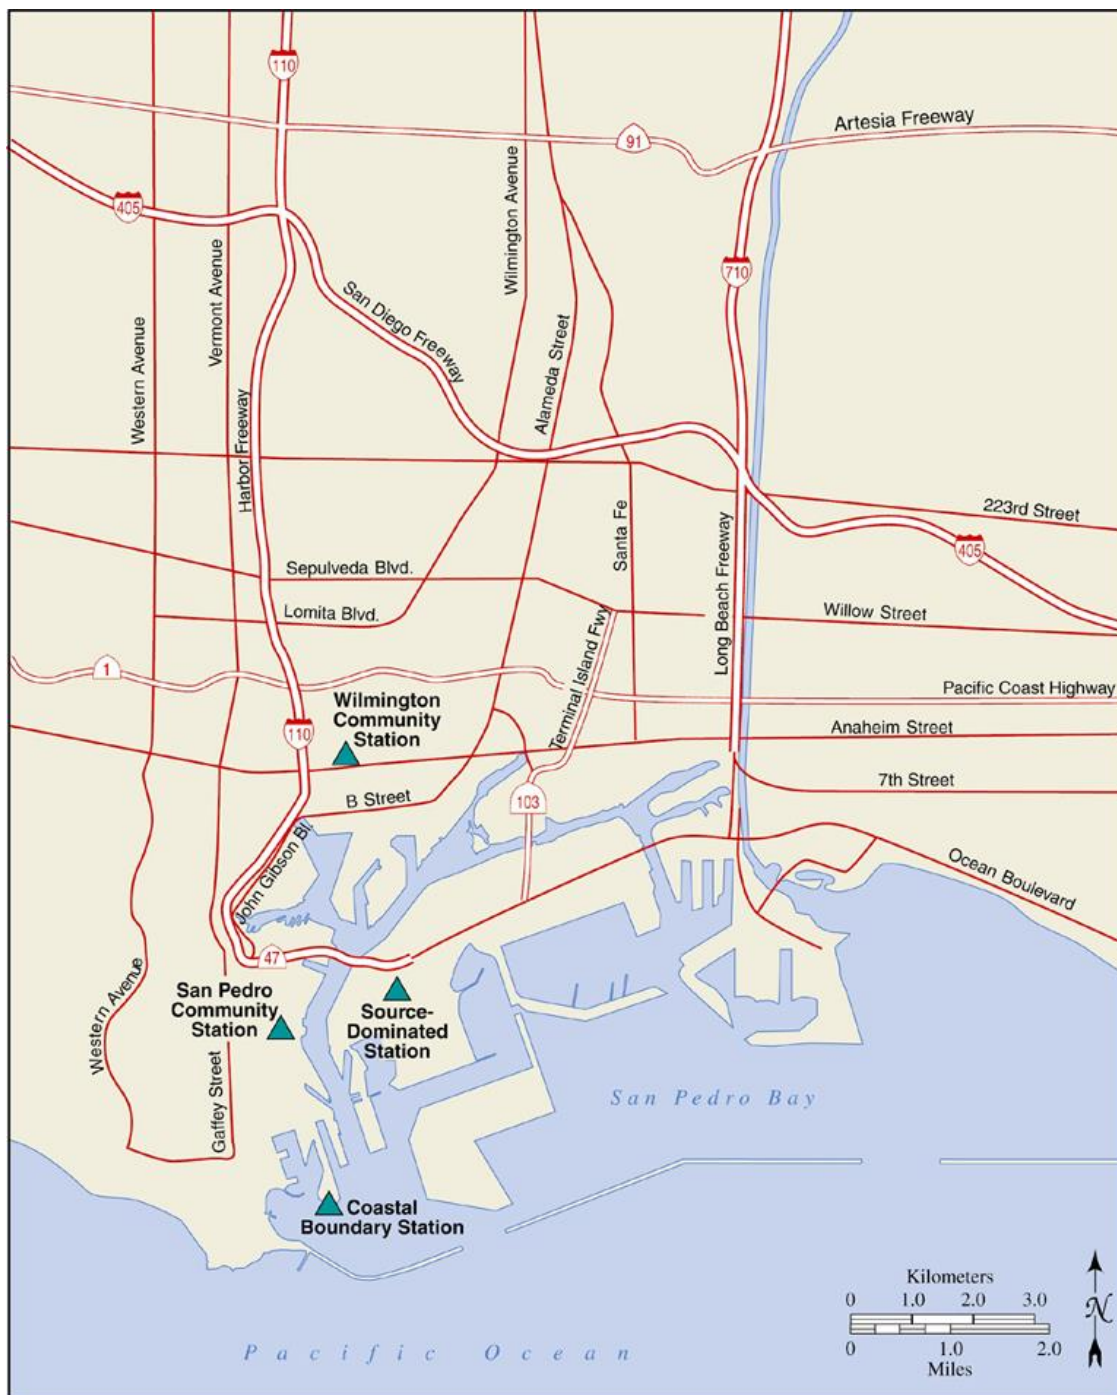 110
Artesia Freeway
91
405
Wilmington Avenue
Vermont Avenue
710
San Diego Freeway
Western Avenue
Alameda Street
Harbor Freeway
223rd Street
Santa Fe
Long Beach Freeway
405
Sepulveda Blvd.
Lomita Blvd.
Willow Street
Terminal Island Fwy
1
Pacific Coast Highway
Wilmington
Community
Station
110
Anaheim Street
7th Street
B Street
103
John Gibson Bl.
Ocean Boulevard
47
Western Avenue
San Pedro
Community
Station
Source-
Dominated
Station
Gaffey Street
San Pedro Bay
Coastal
Boundary Station
Kilometers
0 1.0 2.0 3.0
N
0 1.0 2.0
Miles
Pacific Ocean